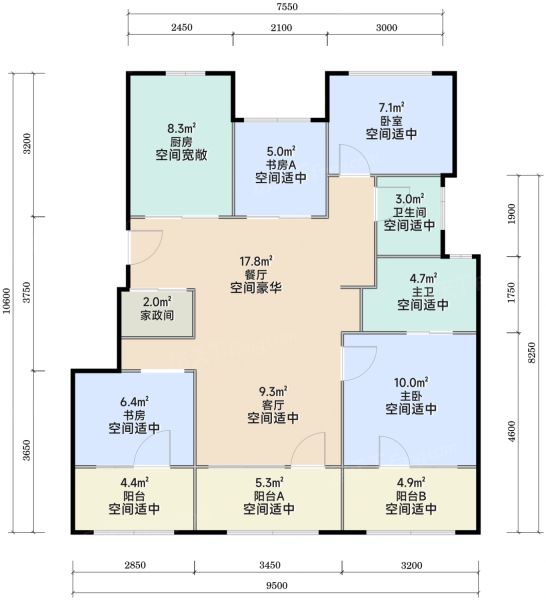 7550
2450
2100
3000
3200
3750
10600
3650
1900
1750
8250
4600
8.3㎡
厨房
空间宽敞
5.0㎡
书房A
空间适中
7.1㎡
卧室
空间适中
3.0㎡
卫生间
空间适中
17.8㎡
餐厅
空间豪华
4.7㎡
主卫
空间适中
2.0㎡
家政间
6.4㎡
书房
空间适中
9.3㎡
客厅
空间适中
10.0㎡
主卧
空间适中
4.4㎡
阳台
空间适中
5.3㎡
阳台A
空间适中
4.9㎡
阳台B
空间适中
2850
3450
3200
9500